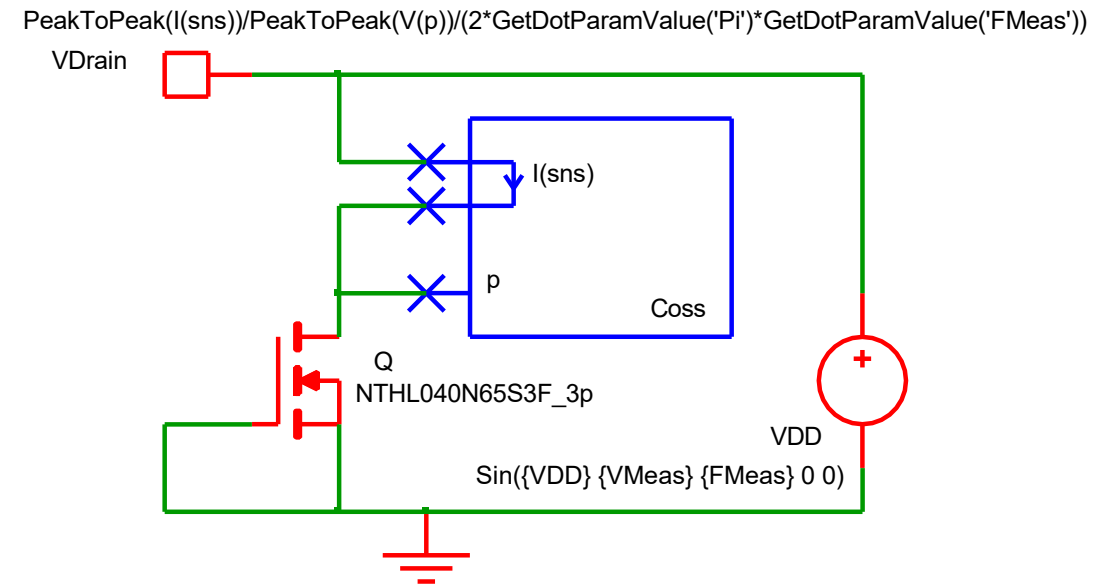 PeakToPeak(I(sns))/PeakToPeak(V(p))/(2*GetDotParamValue('Pi')*GetDotParamValue('FMeas'))
VDrain
I(sns)
p
Coss
Q
NTHL040N65S3F_3p
VDD
Sin({VDD} {VMeas} {FMeas} 0 0)